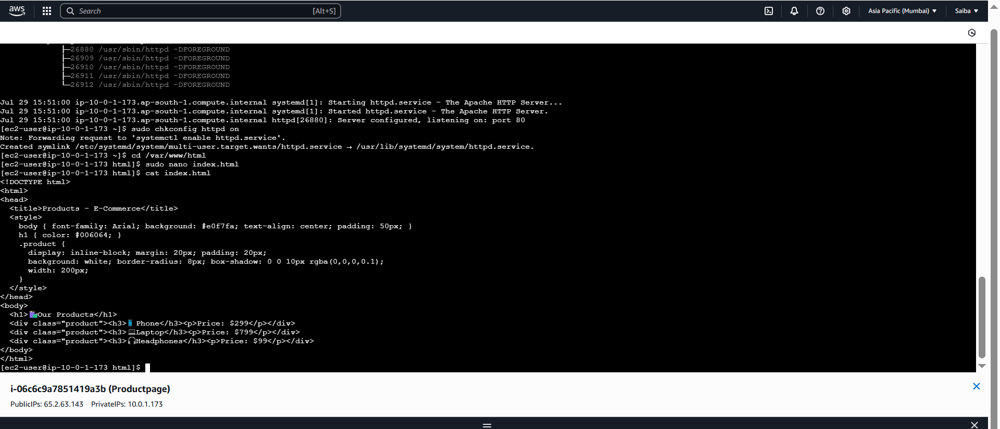 aws
Search [Alt+S]
Asia Pacific (Mumbai) Saiba
├─26880 /usr/sbin/httpd -DFOREGROUND
├─26909 /usr/sbin/httpd -DFOREGROUND
├─26910 /usr/sbin/httpd -DFOREGROUND
├─26911 /usr/sbin/httpd -DFOREGROUND
└─26912 /usr/sbin/httpd -DFOREGROUND
Jul 29 15:51:00 ip-10-0-1-173.ap-south-1.compute.internal systemd[1]: Starting httpd.service - The Apache HTTP Server...
Jul 29 15:51:00 ip-10-0-1-173.ap-south-1.compute.internal systemd[1]: Started httpd.service - The Apache HTTP Server.
Jul 29 15:51:00 ip-10-0-1-173.ap-south-1.compute.internal httpd[26880]: Server configured, listening on: port 80
[ec2-user@ip-10-0-1-173 ~]$ sudo chkconfig httpd on
Note: Forwarding request to 'systemctl enable httpd.service'.
Created symlink /etc/systemd/system/multi-user.target.wants/httpd.service → /usr/lib/systemd/system/httpd.service.
[ec2-user@ip-10-0-1-173 ~]$ cd /var/www/html
[ec2-user@ip-10-0-1-173 html]$ sudo nano index.html
[ec2-user@ip-10-0-1-173 html]$ cat index.html
<!DOCTYPE html>
<html>
<head>
  <title>Products - E-Commerce</title>
  <style>
    body { font-family: Arial; background: #e0f7fa; text-align: center; padding: 50px; }
    h1 { color: #006064; }
    .product {
      display: inline-block; margin: 20px; padding: 20px;
      background: white; border-radius: 8px; box-shadow: 0 0 10px rgba(0,0,0,0.1);
      width: 200px;
    }
  </style>
</head>
<body>
  <h1>🛍️Our Products</h1>
  <div class="product"><h3>📱 Phone</h3><p>Price: $299</p></div>
  <div class="product"><h3>💻Laptop</h3><p>Price: $799</p></div>
  <div class="product"><h3>🎧Headphones</h3><p>Price: $99</p></div>
</body>
</html>
[ec2-user@ip-10-0-1-173 html]$
i-06c6c9a7851419a3b (Productpage)
PublicIPs: 65.2.63.143 PrivateIPs: 10.0.1.173